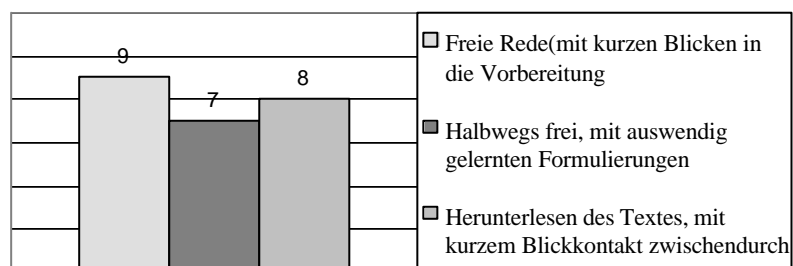 9
7
8
Freie Rede(mit kurzen Blicken in
die Vorbereitung
Halbwegs frei, mit auswendig
gelernten Formulierungen
Herunterlesen des Textes, mit
kurzem Blickkontakt zwischendurch